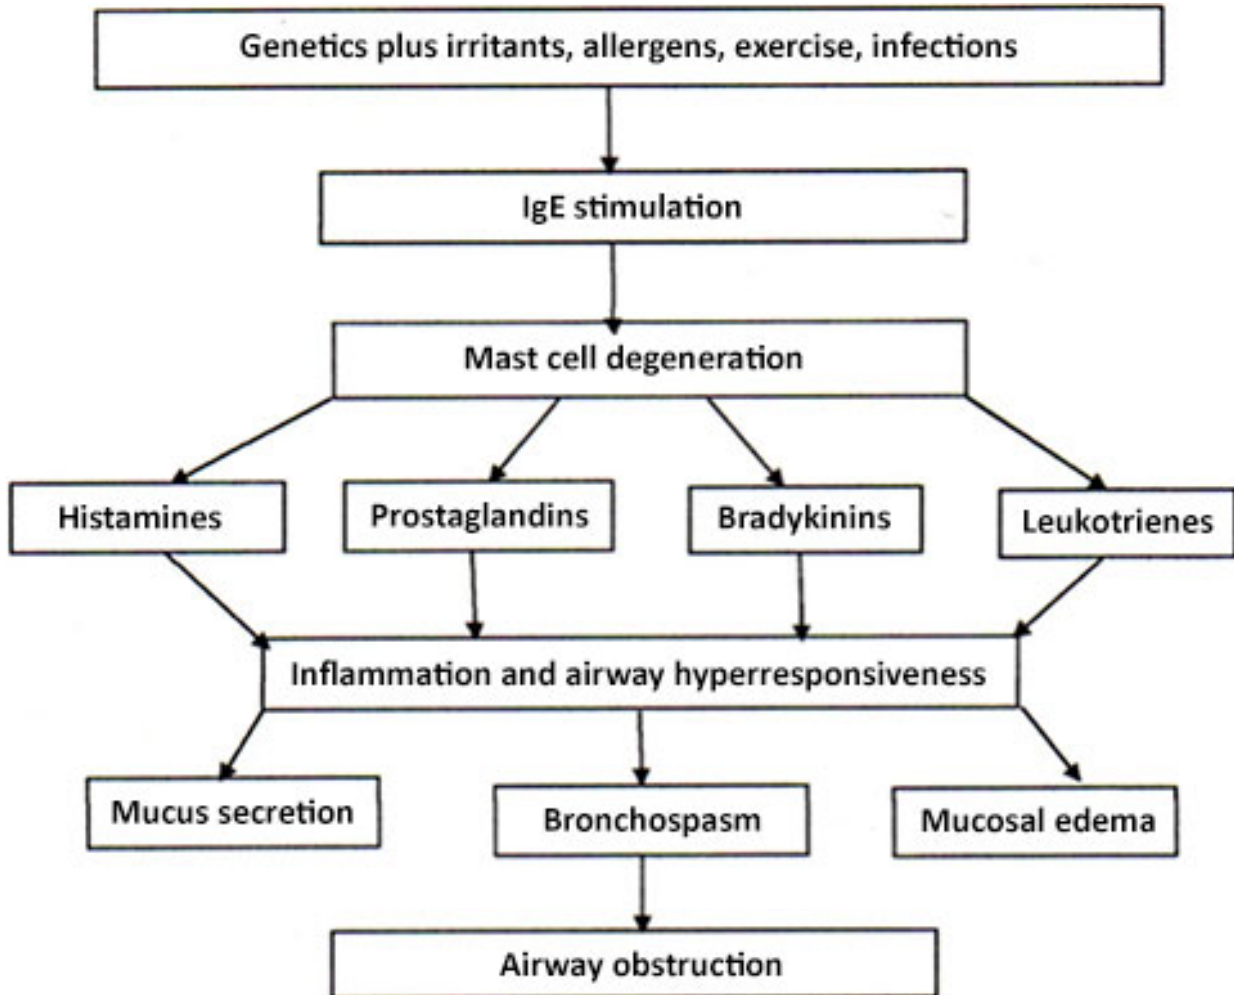 Genetics plus irritants, allergens, exercise, infections
IgE stimulation
Mast cell degeneration
Histamines
Prostaglandins
Bradykinins
Leukotrienes
Inflammation and airway hyperresponsiveness
Mucus secretion
Bronchospasm
Mucosal edema
Airway obstruction